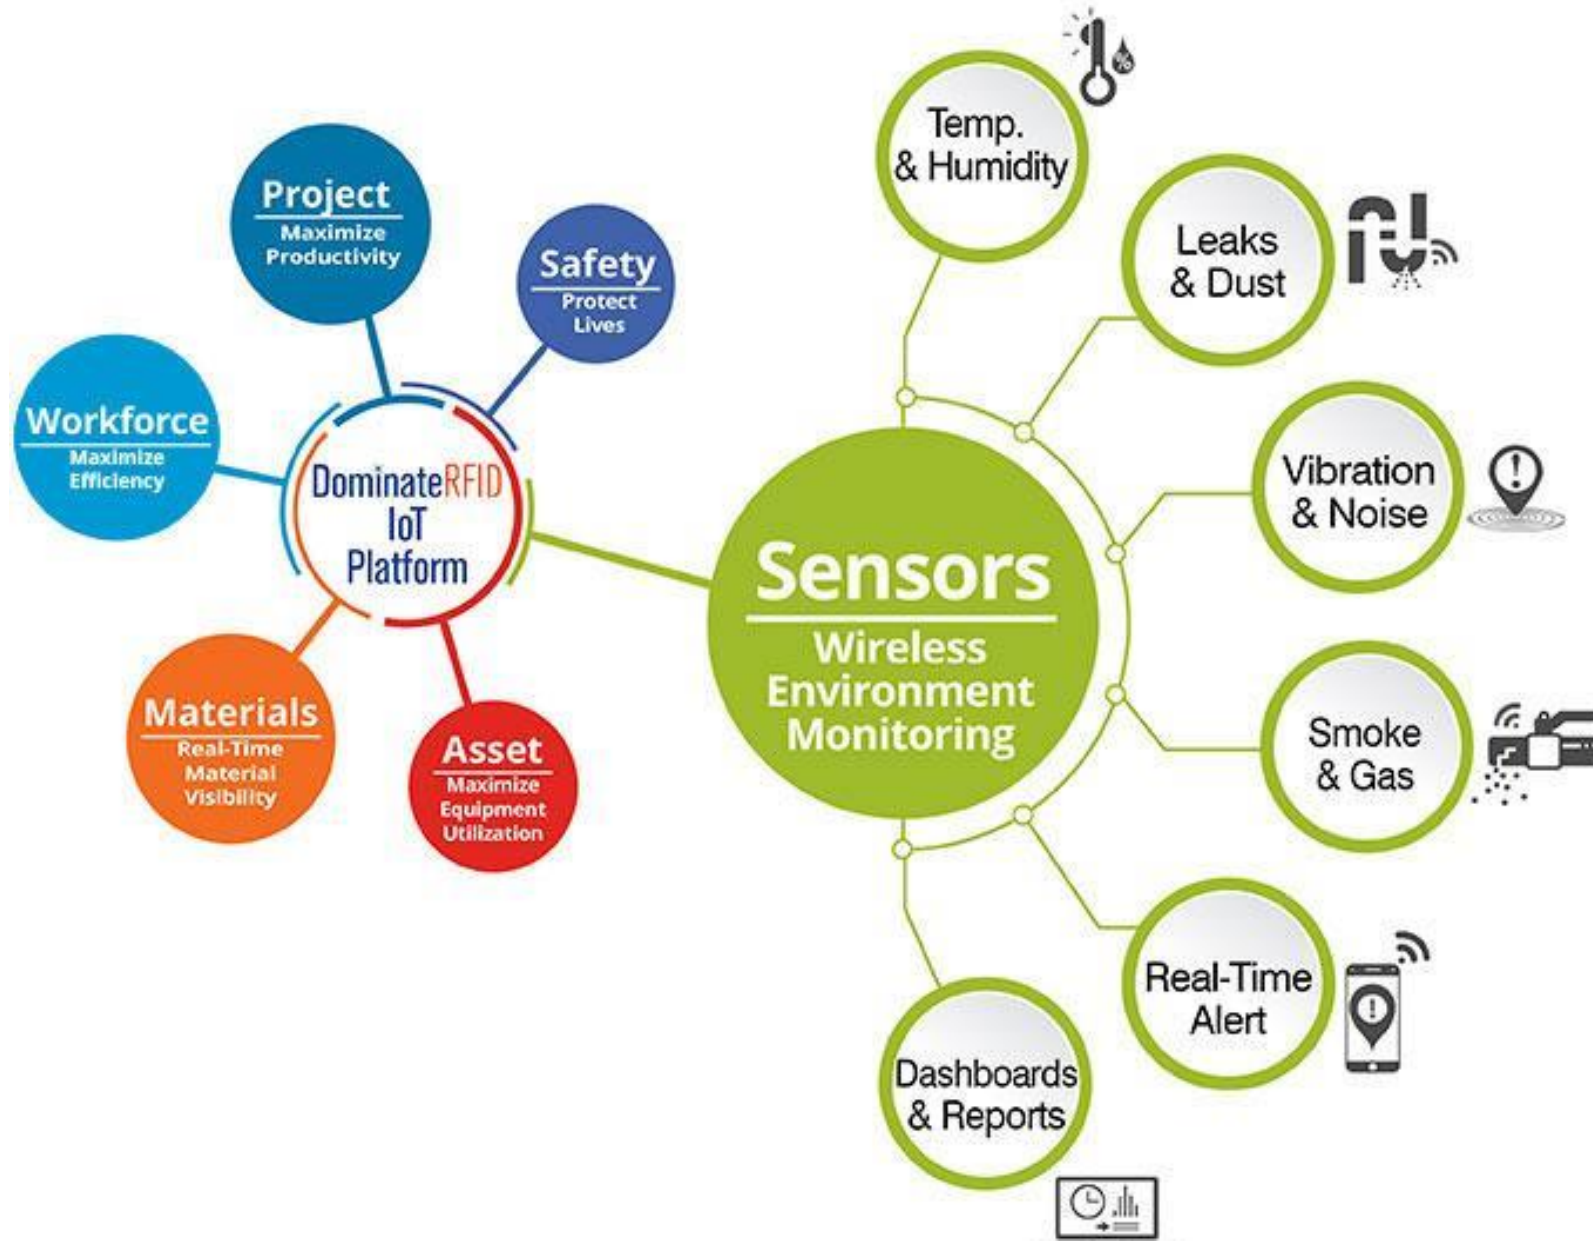 Project
Maximize
Productivity
Safety
Protect
Lives
Workforce
Maximize
Efficiency
DominateRFID
IoT
Platform
Materials
Real-Time
Material
Visibility
Asset
Maximize
Equipment
Utilization
Sensors
Wireless
Environment
Monitoring
Temp.
& Humidity
%
Leaks
& Dust
Vibration
& Noise
!
Smoke
& Gas
Real-Time
Alert
!
Dashboards
& Reports